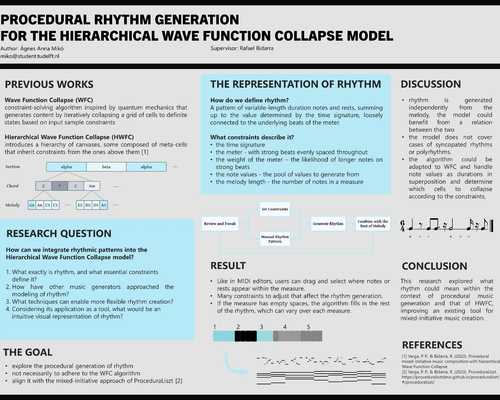 PROCEDURAL RHYTHM GENERATION
FOR THE HIERARCHICAL WAVE FUNCTION COLLAPSE MODEL
Author: Ágnes Anna Mikó
Supervisor: Rafael Bidarra
miko@student.tudelft.nl
PREVIOUS WORKS
Wave Function Collapse (WFC)
constraint-solving algorithm inspired by quantum mechanics that
generates content by iteratively collapsing a grid of cells to definite
states based on input sample constraints
Hierarchical Wave Function Collapse (HWFC)
introduces a hierarchy of canvases, some composed of meta-cells
that inherit constraints from the ones above them [1]
Section
alpha
beta
alpha
Chord
Melody
RESEARCH QUESTION
How can we integrate rhythmic patterns into the
Hierarchical Wave Function Collapse model?
1. What exactly is rhythm, and what essential constraints
define it?
2. How have other music generators approached the
modeling of rhythm?
3. What techniques can enable more flexible rhythm creation?
4. Considering its application as a tool, what would be an
intuitive visual representation of rhythm?
THE GOAL
explore the procedural generation of rhythm
not necessarily to adhere to the WFC algorithm
align it with the mixed-initiative approach of ProceduraLiszt [2]
THE REPRESENTATION OF RHYTHM
How do we define rhythm?
A pattern of variable-length duration notes and rests, summing
up to the value determined by the time signature, loosely
connected to the underlying beats of the meter.
What constraints describe it?
the time signature
the meter - with strong beats evenly spaced throughout
the weight of the meter - the likelihood of longer notes on
strong beats
the note values - the pool of values to generate from
the melody length - the number of notes in a measure
Set Constraints
Review and Tweak
Generate Rhythm
Combine with the
Rest of Melody
Manual Rhythm
Pattern
RESULT
Like in MIDI editors, users can drag and select where notes or
rests appear within the measure.
Many constraints to adjust that affect the rhythm generation.
If the measure has empty spaces, the algorithm fills in the rest
of the rhythm, which can vary over each measure.
1 2 3 4 5
DISCUSSION
rhythm is generated
independently from the
melody, the model could
benefit from a relation
between the two
the model does not cover
cases of syncopated rhythms
or polyrhythms.
the algorithm could be
adapted to WFC and handle
note values as durations in
superposition and determine
which cells to collapse
according to the constraints.
CONCLUSION
This research explored what
rhythm could mean within the
context of procedural music
generation and that of HWFC,
improving an existing tool for
mixed-initiative music creation.
REFERENCES
[1] Varga, P. P., & Bidarra, R. (2023). Procedural
mixed-initiative music composition with hierarchical
Wave Function Collapse
[2] Varga, P. P., & Bidarra, R. (2023). ProceduraLiszt.